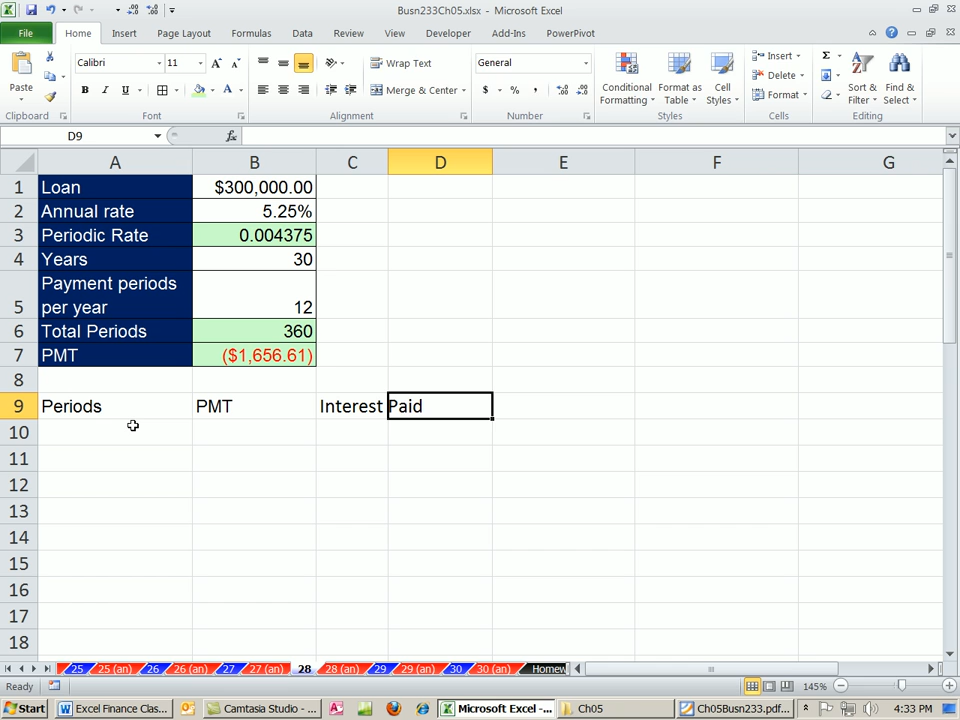 Busn233Ch05.xlsx - Microsoft Excel
File Home Insert Page Layout Formulas Data Review View Developer Add-Ins PowerPivot
Paste
Calibri 11
B I U
Wrap Text
Merge & Center
General
$ % ,
Conditional Formatting
Format as Table
Cell Styles
Insert
Delete
Format
Sort & Filter
Find & Select
Clipboard Font Alignment Number Styles Cells Editing
D9 fx
A B C D E F G
1 Loan $300,000.00
2 Annual rate 5.25%
3 Periodic Rate 0.004375
4 Years 30
Payment periods
5 per year 12
6 Total Periods 360
7 PMT ($1,656.61)
8
9 Periods PMT Interest Paid
10
11
12
13
14
15
16
17
18
25 25 (an) 26 26 (an) 27 27 (an) 28 28 (an) 29 29 (an) 30 30 (an) Homew
Ready 145%
Start Excel Finance Clas... Camtasia Studio - ... Microsoft Excel -... Ch05 Ch05Busn233.pdf... 4:33 PM